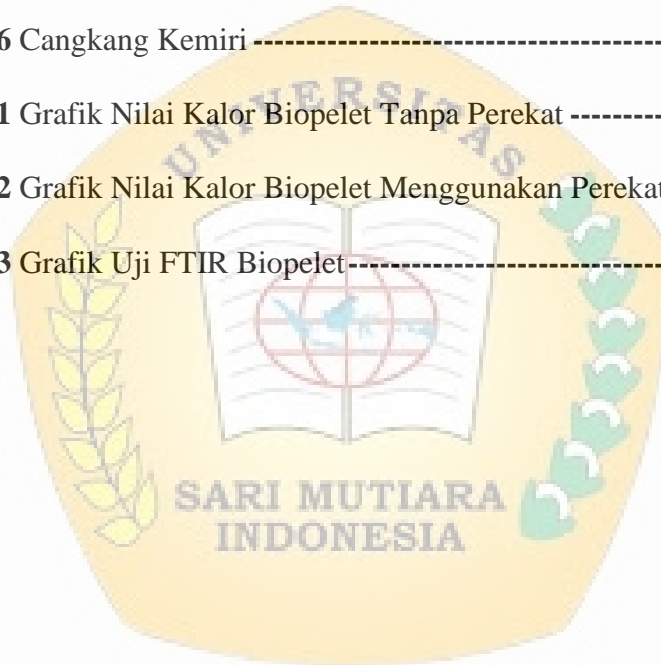 6 Cangkang Kemiri ------------------------------------
1 Grafik Nilai Kalor Biopelet Tanpa Perekat ---------
2 Grafik Nilai Kalor Biopelet Menggunakan Perekat
3 Grafik Uji FTIR Biopelet----------------------------
UNIVERSITAS
SARI MUTIARA
INDONESIA